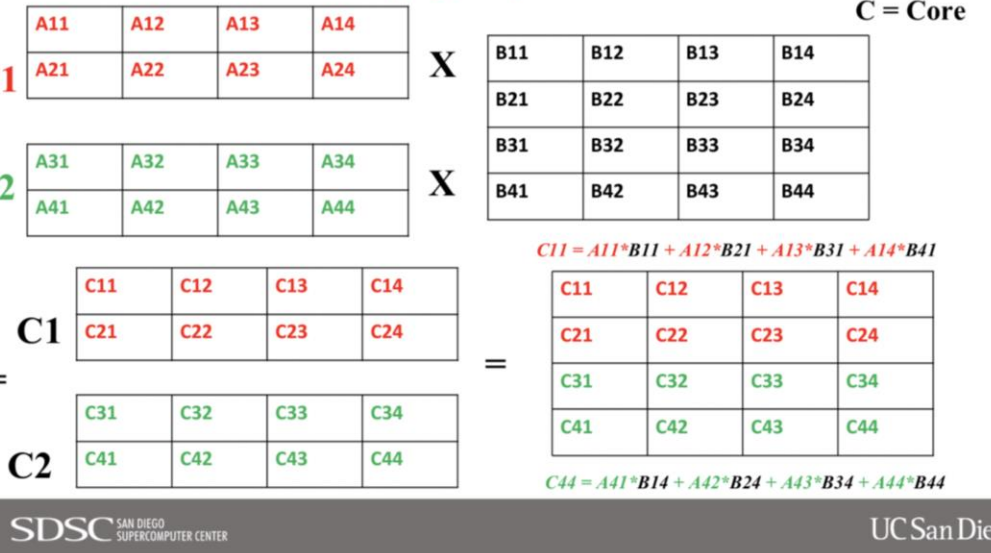 C = Core
A11 A12 A13 A14
1 A21 A22 A23 A24
X
B11 B12 B13 B14
B21 B22 B23 B24
B31 B32 B33 B34
B41 B42 B43 B44
A31 A32 A33 A34
2 A41 A42 A43 A44
X
C11 = A11*B11 + A12*B21 + A13*B31 + A14*B41
C1
C11 C12 C13 C14
C21 C22 C23 C24
=
C2
C31 C32 C33 C34
C41 C42 C43 C44
=
C11 C12 C13 C14
C21 C22 C23 C24
C31 C32 C33 C34
C41 C42 C43 C44
C44 = A41*B14 + A42*B24 + A43*B34 + A44*B44
SDSC SAN DIEGO
SUPERCOMPUTER CENTER
UC San Die